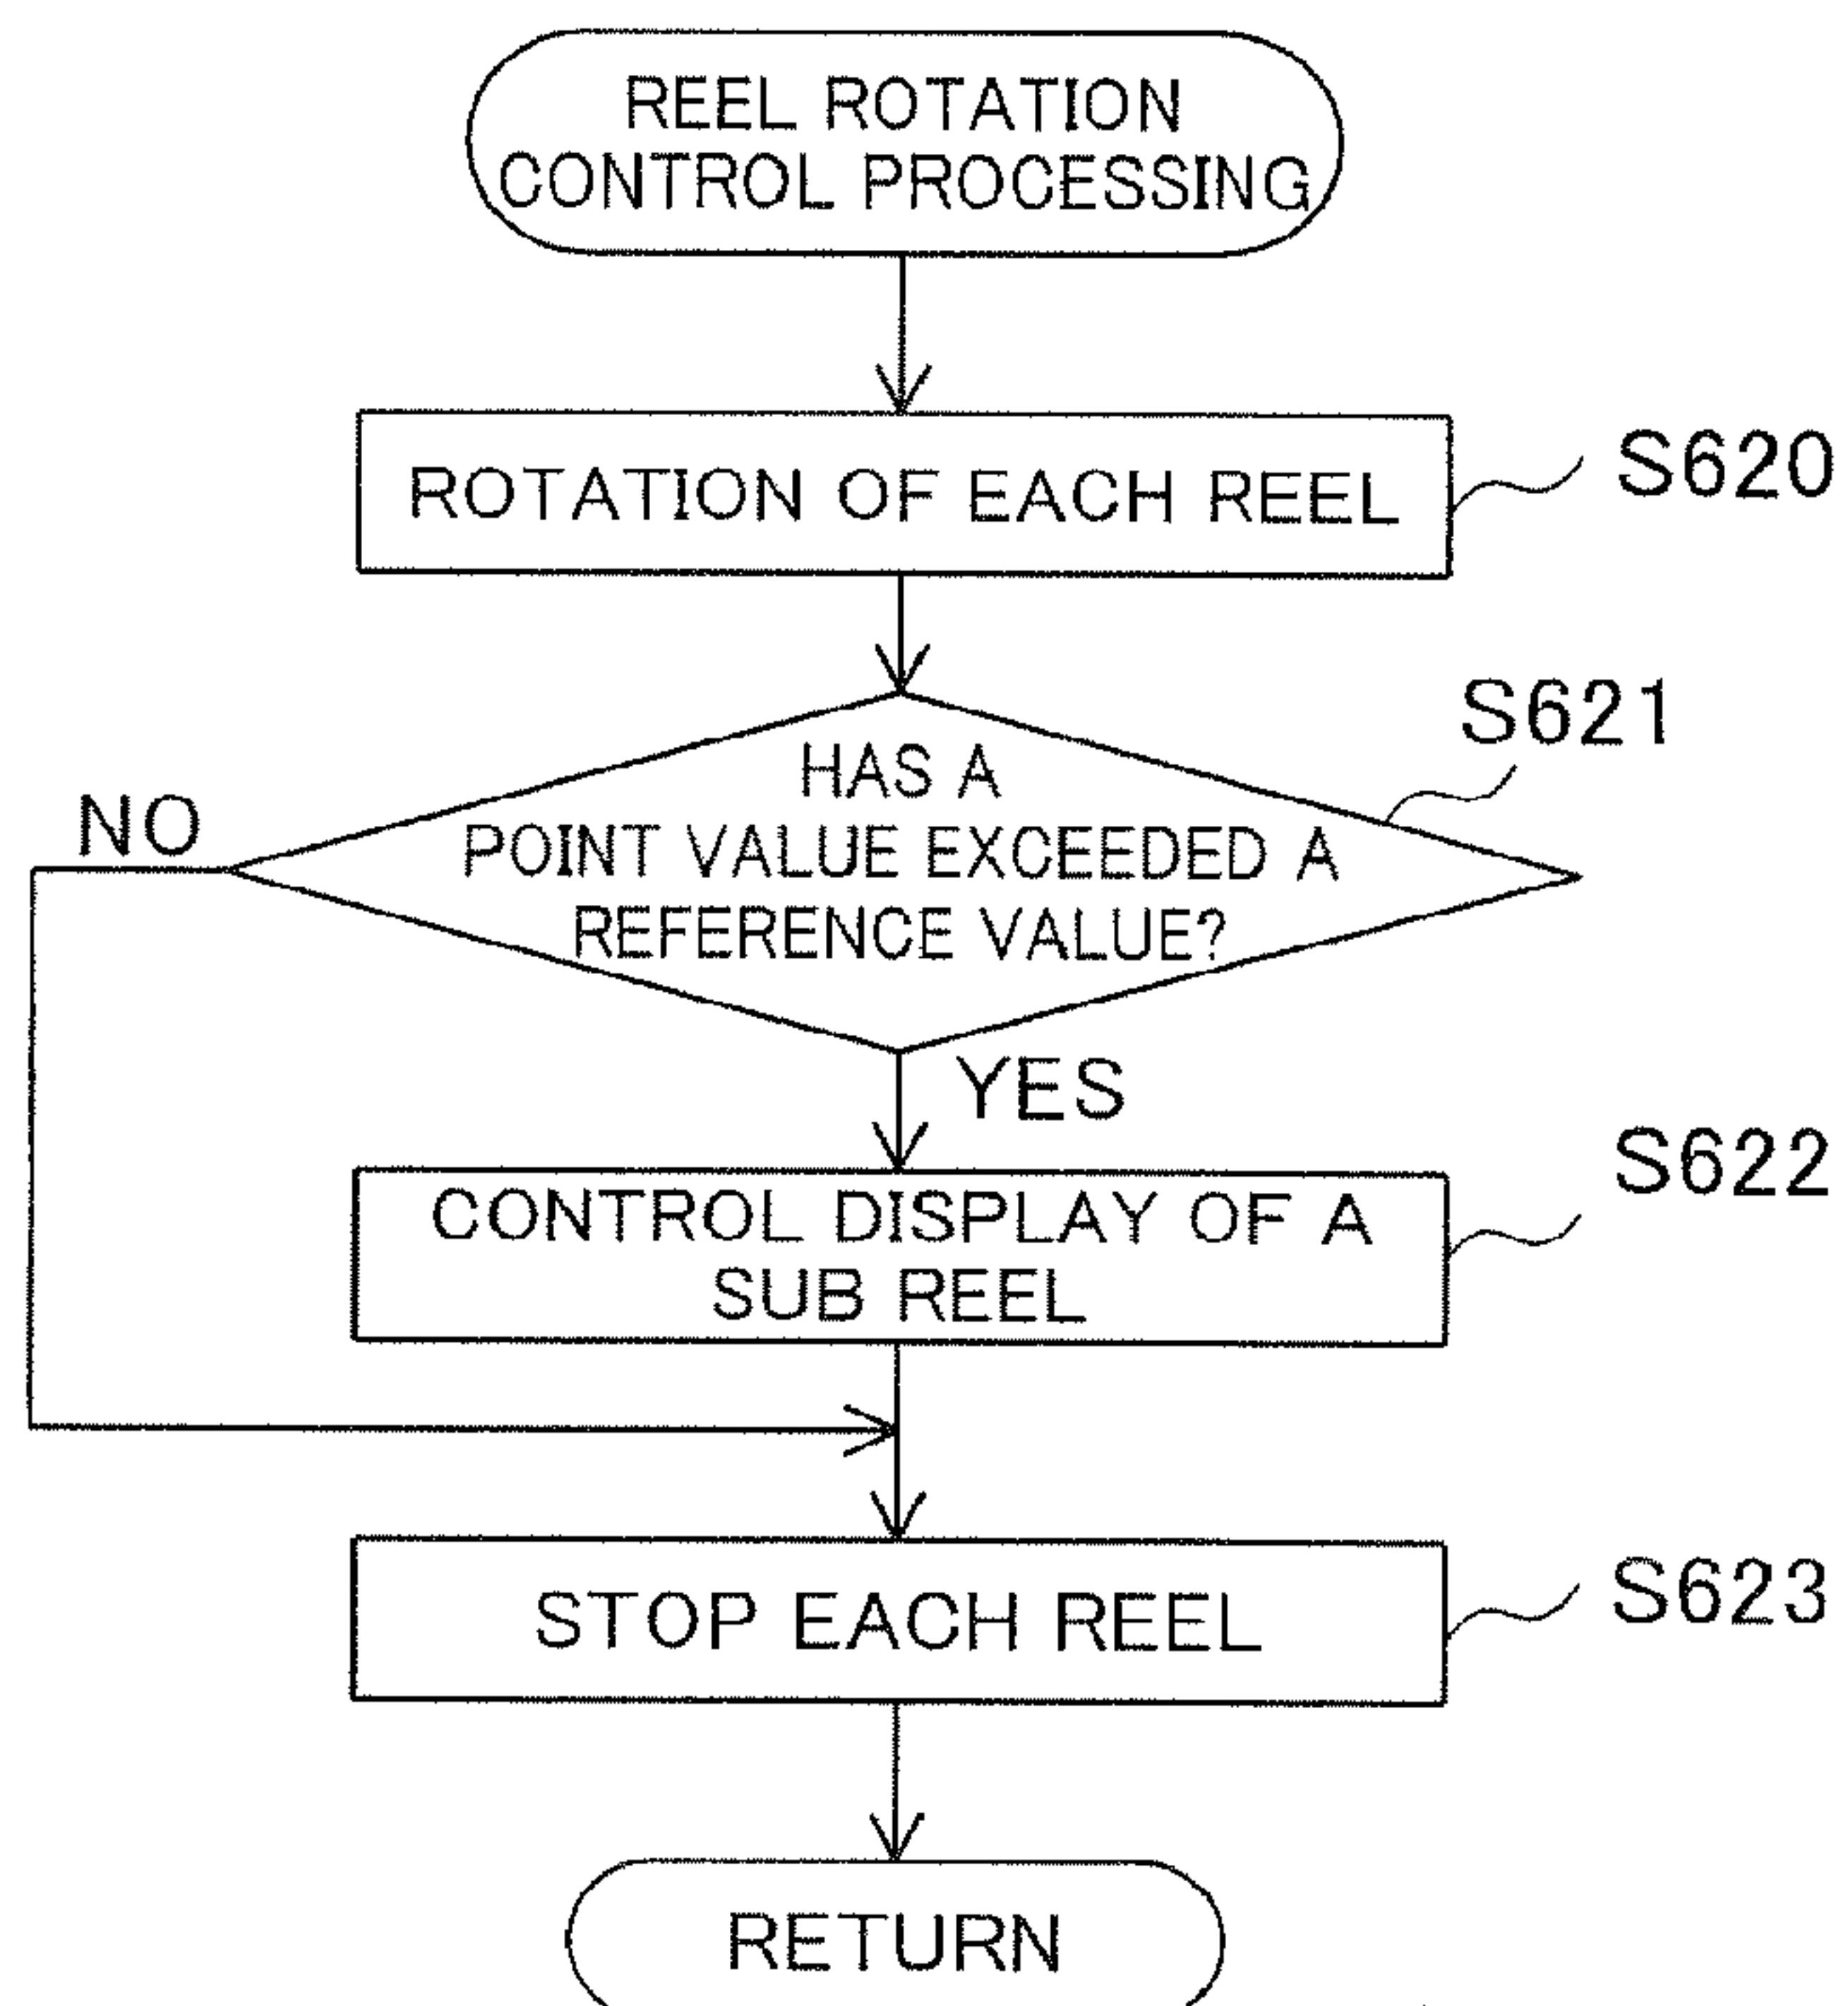 REEL ROTATION
CONTROL PROCESSING
ROTATION OF EACH REEL
S620
S621
HAS A
POINT VALUE EXCEEDED A
REFERENCE VALUE?
NO
YES
S622
CONTROL DISPLAY OF A
SUB REEL
STOP EACH REEL
S623
RETURN